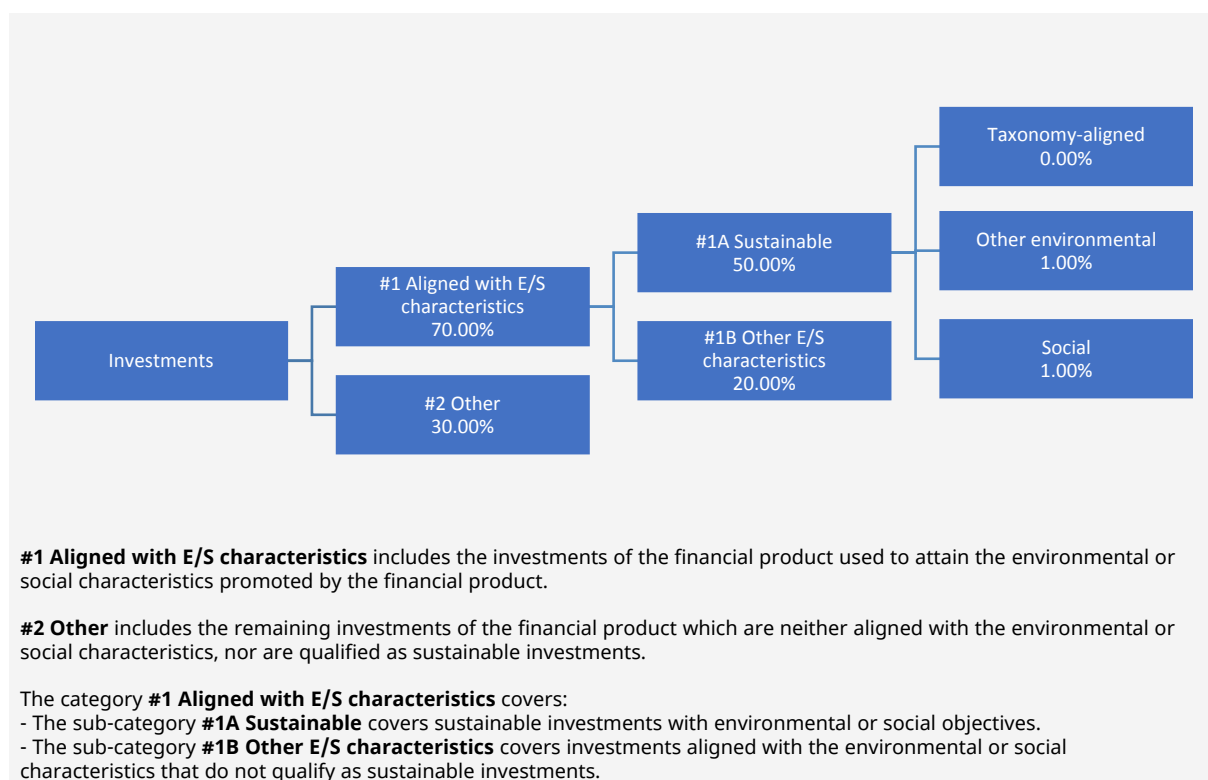 Investments
#1 Aligned with E/S
characteristics
70.00%
#2 Other
30.00%
#1A Sustainable
50.00%
#1B Other E/S
characteristics
20.00%
Taxonomy-aligned
0.00%
Other environmental
1.00%
Social
1.00%
#1 Aligned with E/S characteristics includes the investments of the financial product used to attain the environmental or
social characteristics promoted by the financial product.
#2 Other includes the remaining investments of the financial product which are neither aligned with the environmental or
social characteristics, nor are qualified as sustainable investments.
The category #1 Aligned with E/S characteristics covers:
- The sub-category #1A Sustainable covers sustainable investments with environmental or social objectives.
- The sub-category #1B Other E/S characteristics covers investments aligned with the environmental or social
characteristics that do not qualify as sustainable investments.